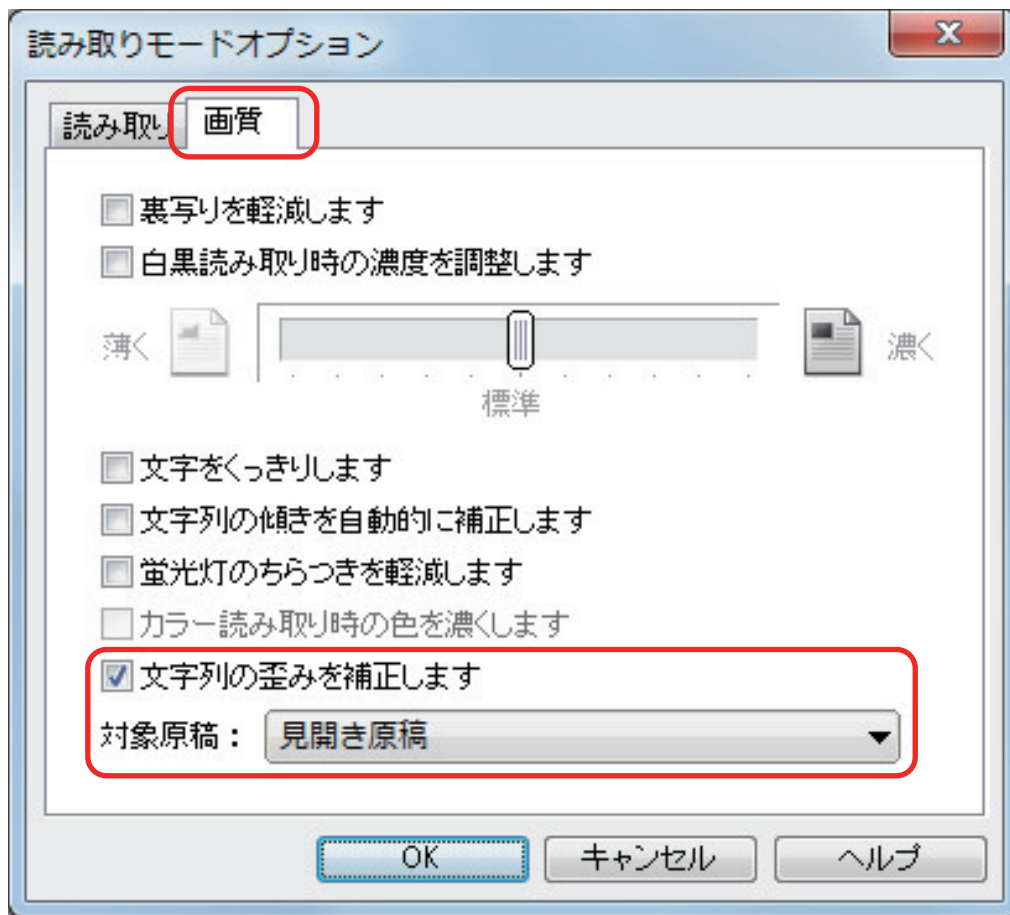 読み取りモードオプション
読み取り 画質
裏写りを軽減します
白黒読み取り時の濃度を調整します
薄く 濃く
標準
文字をくっきりします
文字列の傾きを自動的に補正します
蛍光灯のちらつきを軽減します
カラー読み取り時の色を濃くします
文字列の歪みを補正します
対象原稿： 見開き原稿
OK キャンセル ヘルプ